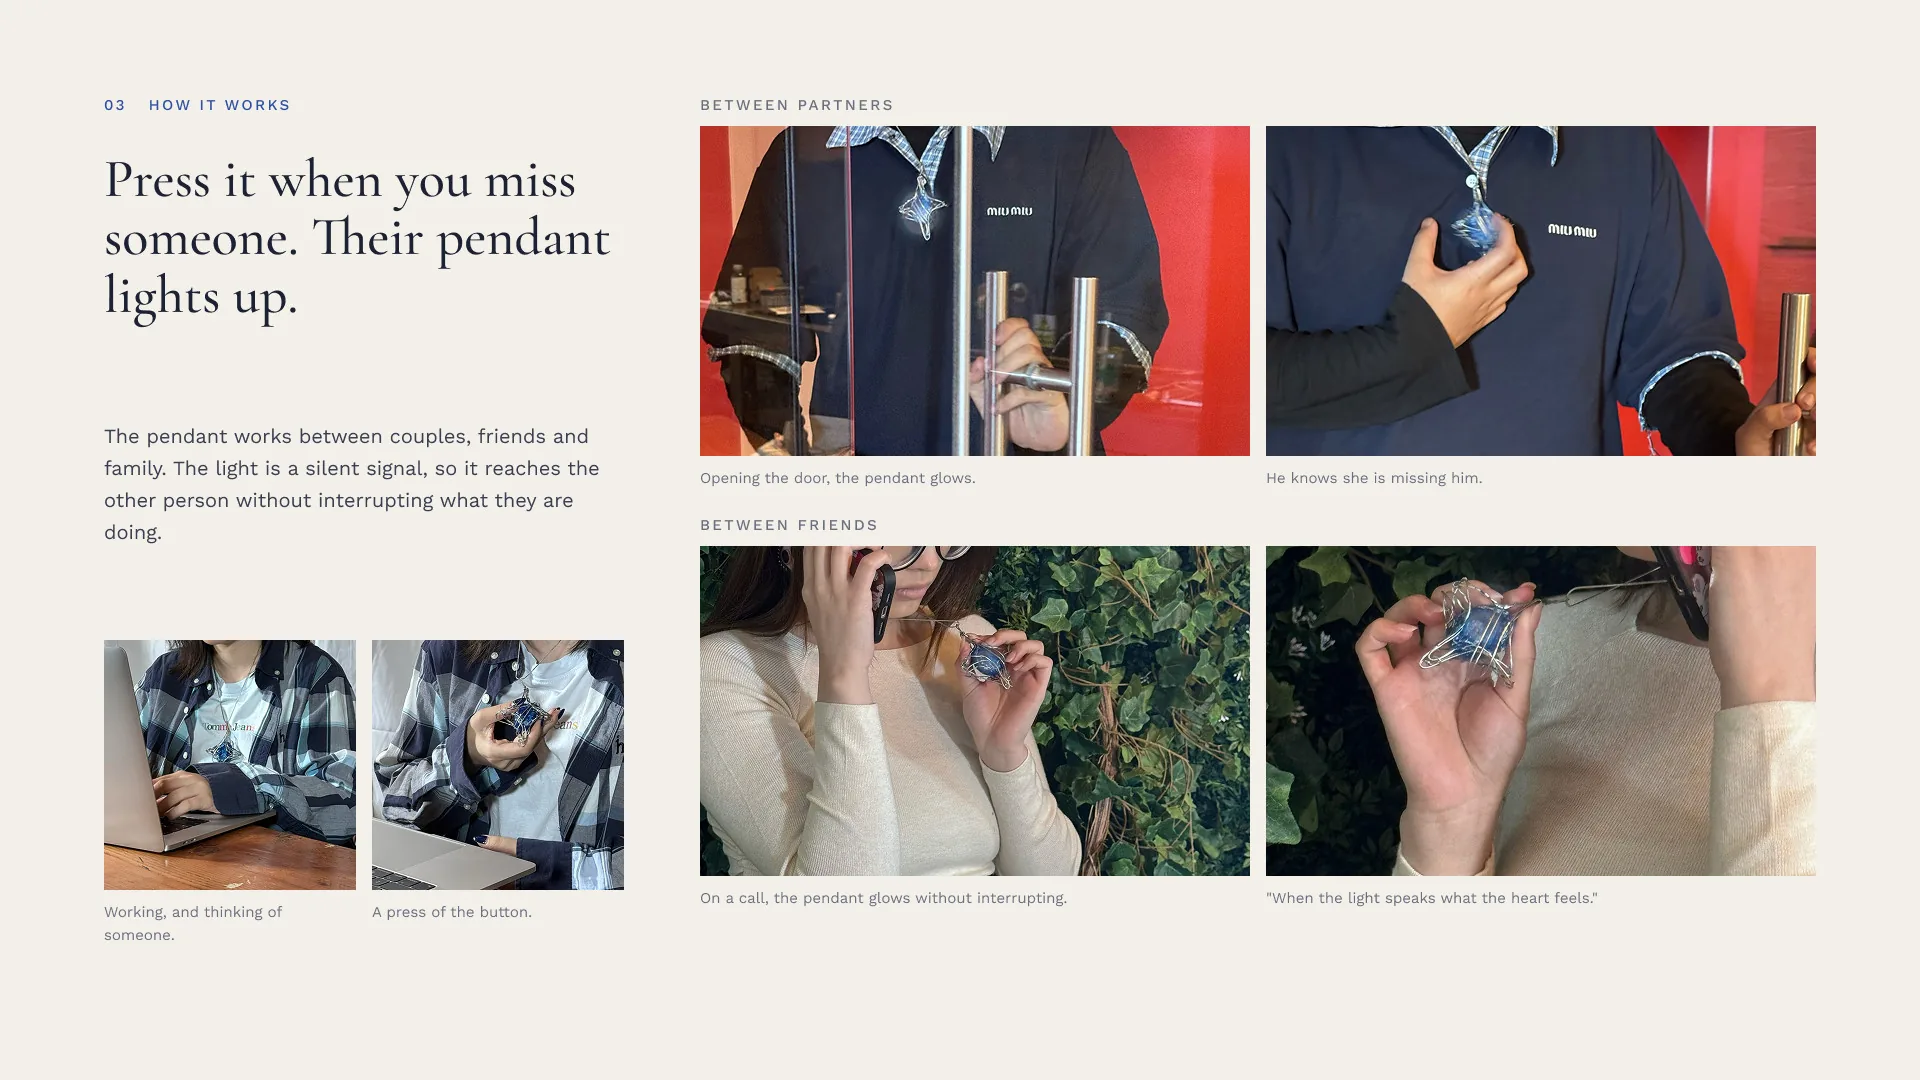 03 HOW IT WORKS
Press it when you miss
someone. Their pendant
lights up.
The pendant works between couples, friends and
family. The light is a silent signal, so it reaches the
other person without interrupting what they are
doing.
Tommy Jeans
Working, and thinking of
someone.
A press of the button.
BETWEEN PARTNERS
MIU MIU
MIU MIU
Opening the door, the pendant glows.
He knows she is missing him.
BETWEEN FRIENDS
On a call, the pendant glows without interrupting.
"When the light speaks what the heart feels."